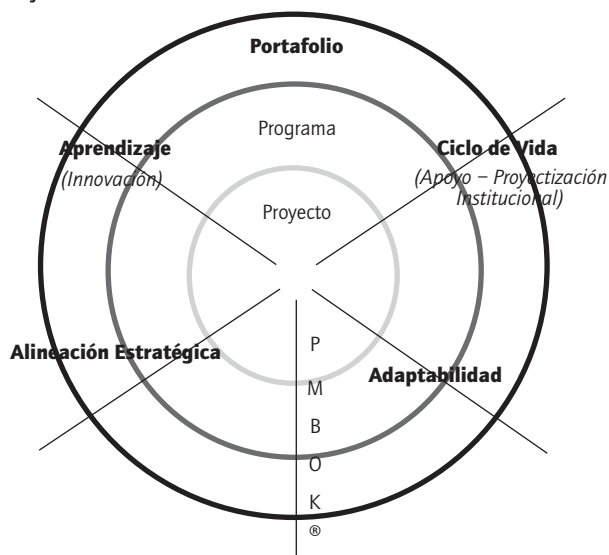 Portafolio
Programa
Aprendizaje
(Innovación)
Ciclo de Vida
(Apoyo – Proyectización
Institucional)
Proyecto
Alineación Estratégica
Adaptabilidad
P
M
B
O
K
®